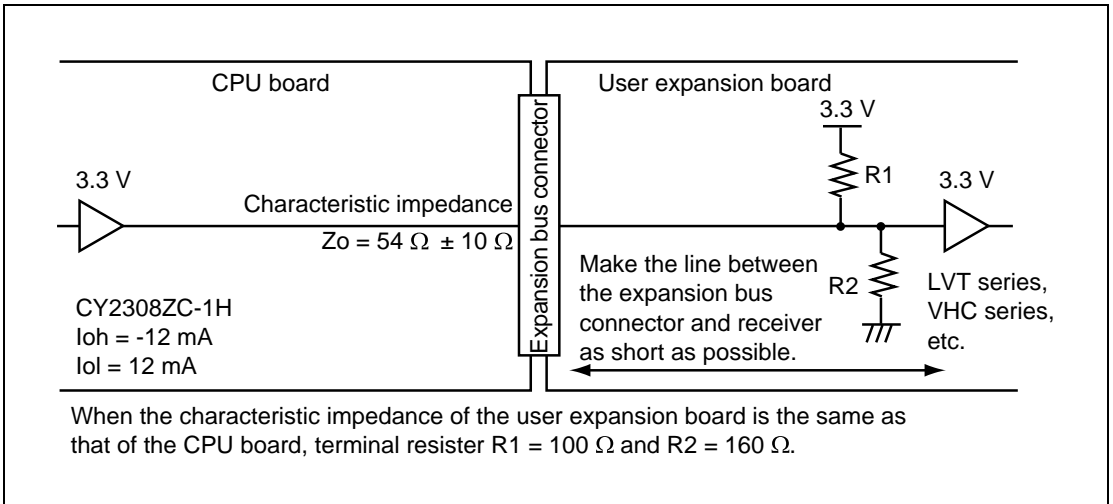 CPU board
User expansion board
Expansion bus connector
3.3 V
R1
3.3 V
3.3 V
Characteristic impedance
Zo = 54 Ω ± 10 Ω
Make the line between
the expansion bus
connector and receiver
as short as possible.
R2
LVT series,
VHC series,
etc.
CY2308ZC-1H
Ioh = -12 mA
Iol = 12 mA
When the characteristic impedance of the user expansion board is the same as
that of the CPU board, terminal resister R1 = 100 Ω and R2 = 160 Ω.